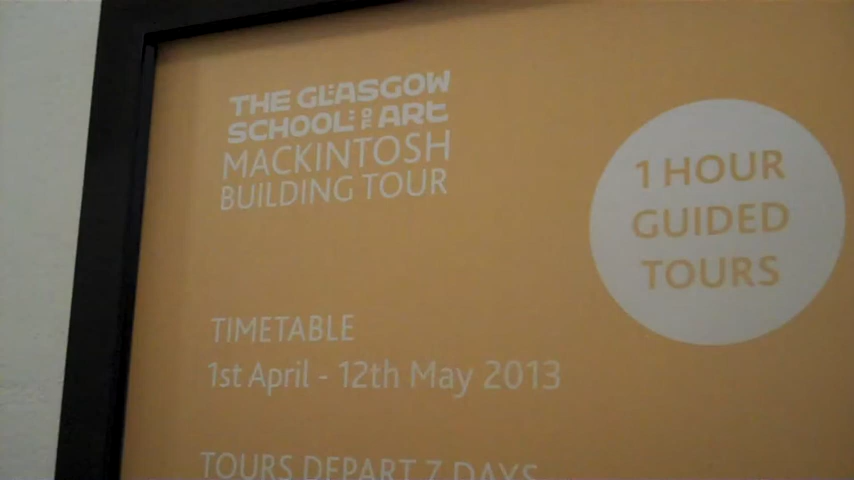 THE GLASGOW
SCHOOL OF ART
MACKINTOSH
BUILDING TOUR
1 HOUR
GUIDED
TOURS
TIMETABLE
1st April - 12th May 2013
TOURS DEPART 7 DAYS